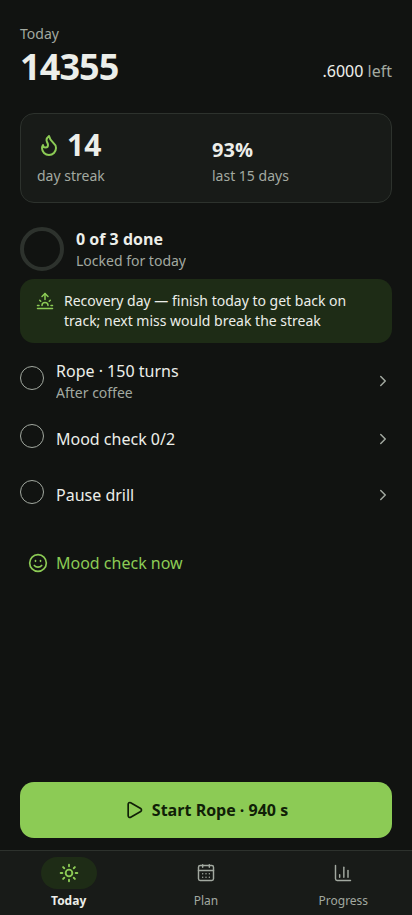 Today
14355
.6000 left
14
day streak
93%
last 15 days
0 of 3 done
Locked for today
Recovery day — finish today to get back on
track; next miss would break the streak
Rope · 150 turns
After coffee
Mood check 0/2
Pause drill
Mood check now
Start Rope · 940 s
Today
Plan
Progress